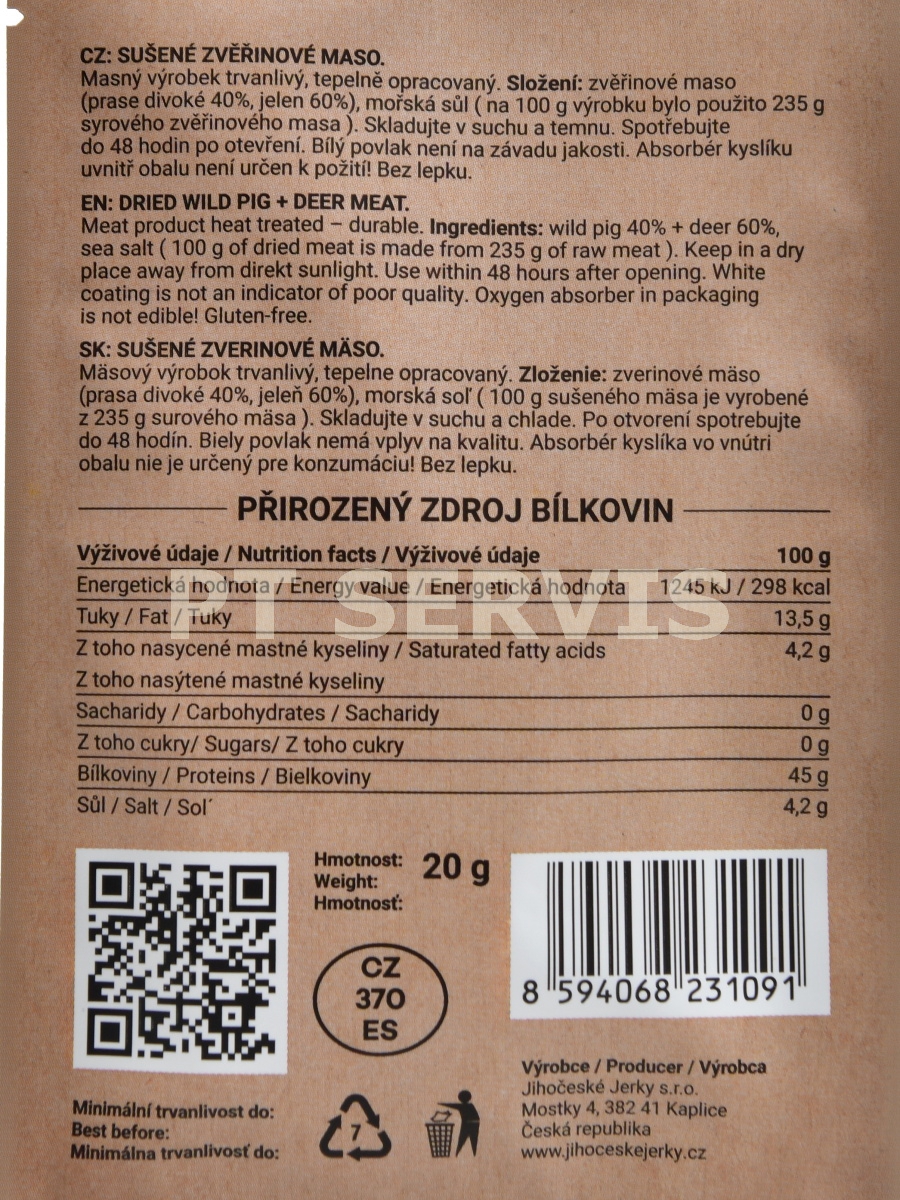 CZ: SUŠENÉ ZVĚŘINOVÉ MASO.
Masný výrobek trvanlivý, tepelně opracovaný. Složení: zvěřinové maso
(prase divoké 40%, jelen 60%), mořská sůl ( na 100 g výrobku bylo použito 235 g
syrového zvěřinového masa ). Skladujte v suchu a temnu. Spotřebujte
do 48 hodin po otevření. Bílý povlak není na závadu jakosti. Absorbér kyslíku
uvnitř obalu není určen k požití! Bez lepku.
EN: DRIED WILD PIG + DEER MEAT.
Meat product heat treated – durable. Ingredients: wild pig 40% + deer 60%,
sea salt ( 100 g of dried meat is made from 235 g of raw meat ). Keep in a dry
place away from direkt sunlight. Use within 48 hours after opening. White
coating is not an indicator of poor quality. Oxygen absorber in packaging
is not edible! Gluten-free.
SK: SUŠENÉ ZVERINOVÉ MÄSO.
Mäsový výrobok trvanlivý, tepelne opracovaný. Zloženie: zverinové mäso
(prasa divoké 40%, jeleň 60%), morská soľ ( 100 g sušeného mäsa je vyrobené
z 235 g surového mäsa ). Skladujte v suchu a chlade. Po otvorení spotrebujte
do 48 hodín. Biely povlak nemá vplyv na kvalitu. Absorbér kyslíka vo vnútri
obalu nie je určený pre konzumáciu! Bez lepku.
PŘIROZENÝ ZDROJ BÍLKOVIN
Výživové údaje / Nutrition facts / Výživové údaje 100 g
Energetická hodnota / Energy value / Energetická hodnota 1245 kJ / 298 kcal
PT SERVIS
Tuky / Fat / Tuky 13,5 g
Z toho nasycené mastné kyseliny / Saturated fatty acids 4,2 g
Z toho nasýtené mastné kyseliny
Sacharidy / Carbohydrates / Sacharidy 0 g
Z toho cukry/ Sugars/ Z toho cukry 0 g
Bílkoviny / Proteins / Bielkoviny 45 g
Sůl / Salt / Sol´ 4,2 g
Hmotnost: 20 g
Weight:
Hmotnosť:
CZ
370
ES
8 594068 231091
Výrobce / Producer / Výrobca
Jihočeské Jerky s.r.o.
Mostky 4, 382 41 Kaplice
Česká republika
www.jihoceskejerky.cz
Minimální trvanlivost do:
Best before:
Minimálna trvanlivosť do:
7